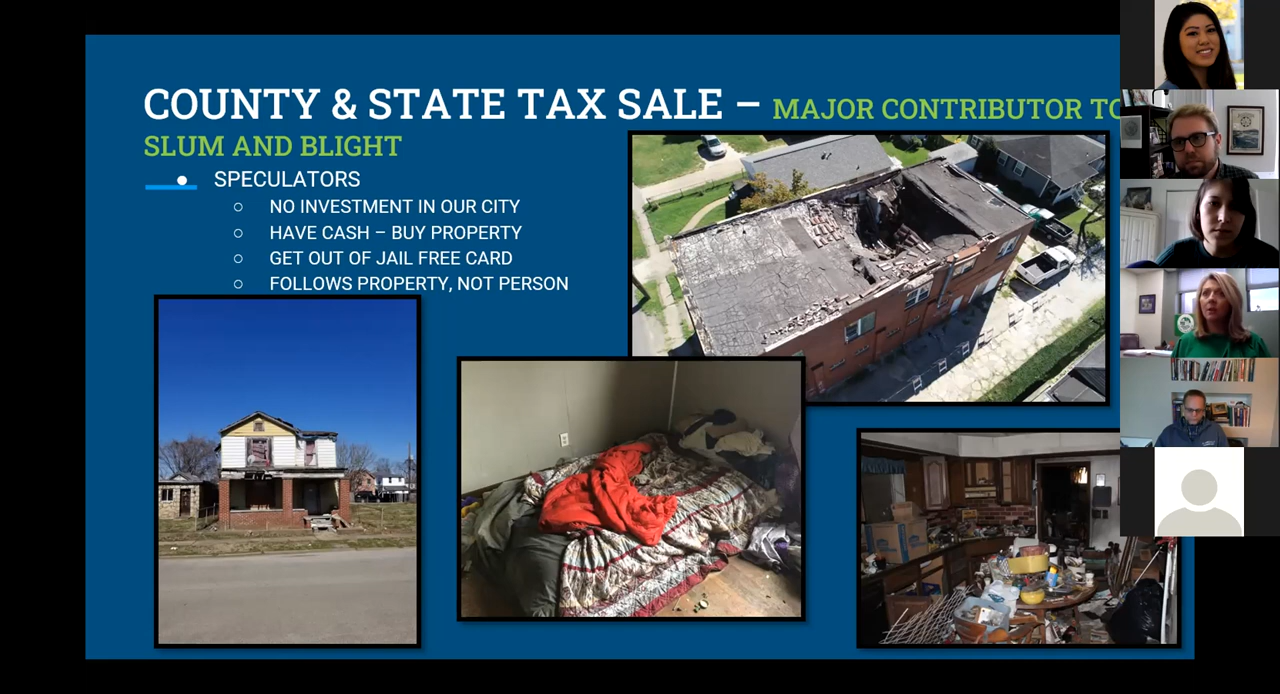 COUNTY & STATE TAX SALE – MAJOR CONTRIBUTOR TO
SLUM AND BLIGHT
SPECULATORS
NO INVESTMENT IN OUR CITY
HAVE CASH – BUY PROPERTY
GET OUT OF JAIL FREE CARD
FOLLOWS PROPERTY, NOT PERSON